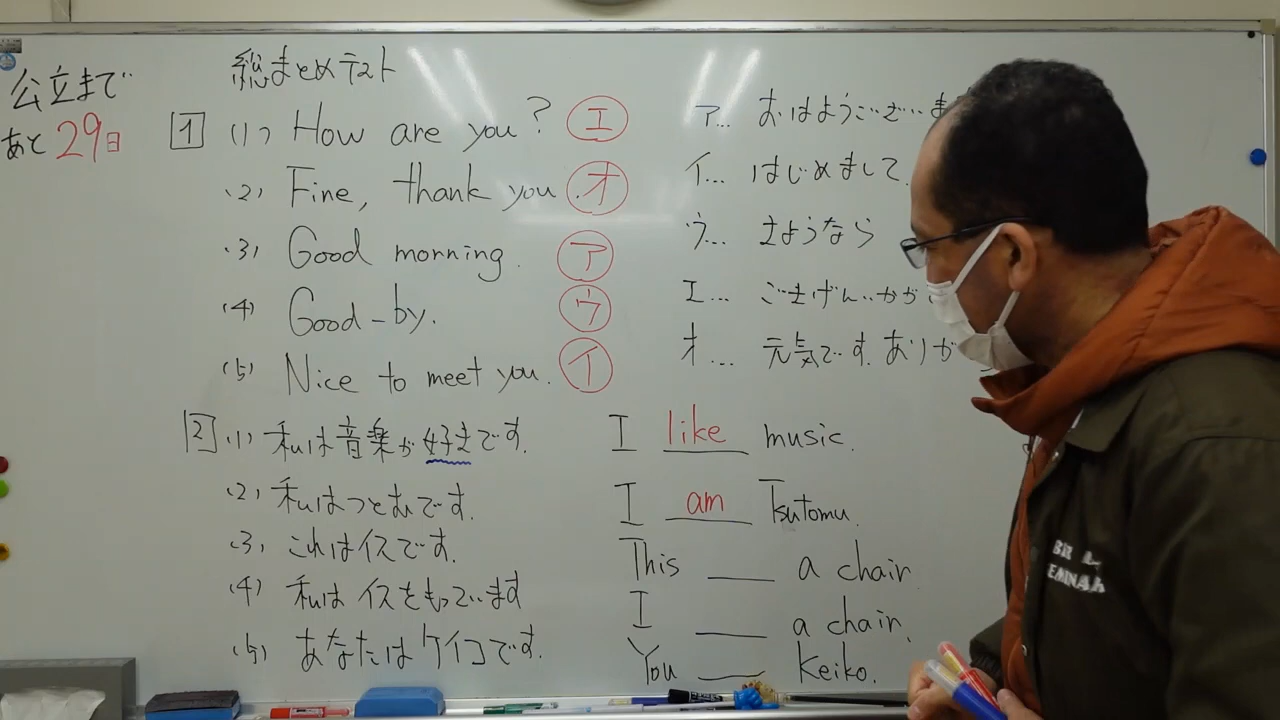 公立まで
あと29日
総まとめテスト
1 (1) How are you? エ
(2) Fine, thank you. オ
(3) Good morning. ア
(4) Good-by. ウ
(5) Nice to meet you. イ
ア… おはようござい
イ… はじめまして
ウ… さようなら
エ… ごきげんいかが
オ… 元気です。ありが
2 (1) 私は音楽が好きです。 I like music.
(2) 私はつとむです。 I am Tsutomu.
(3) これはイスです。 This ___ a chair.
(4) 私はイスをもっています I ___ a chair.
(5) あなたはケイコです。 You ___ Keiko.